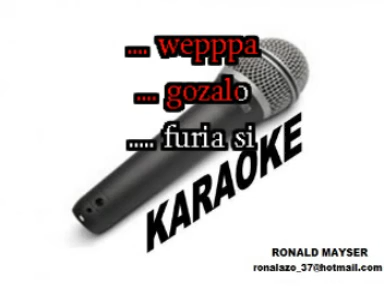 .... wepppa
.... gozalo
..... furia si
KARAOKE
RONALD MAYSER
ronalazo_37@hotmail.com